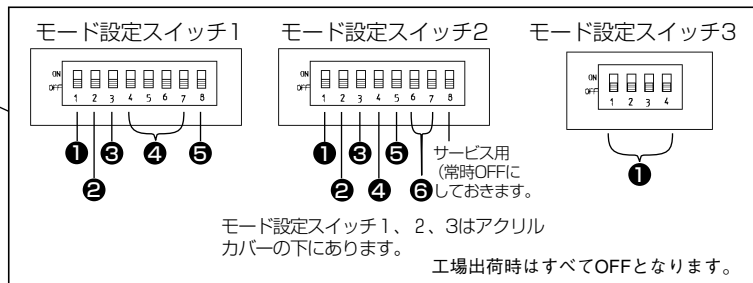 モード設定スイッチ1
ON
OFF
1 2 3 4 5 6 7 8
❶ ❷ ❸ ❹ ❺
モード設定スイッチ2
ON
OFF
1 2 3 4 5 6 7 8
❶ ❷ ❸ ❹ ❺ ❻
サービス用
(常時OFFに
しておきます。
モード設定スイッチ3
ON
OFF
1 2 3 4
❶
モード設定スイッチ1、2、3はアクリル
カバーの下にあります。
工場出荷時はすべてOFFとなります。